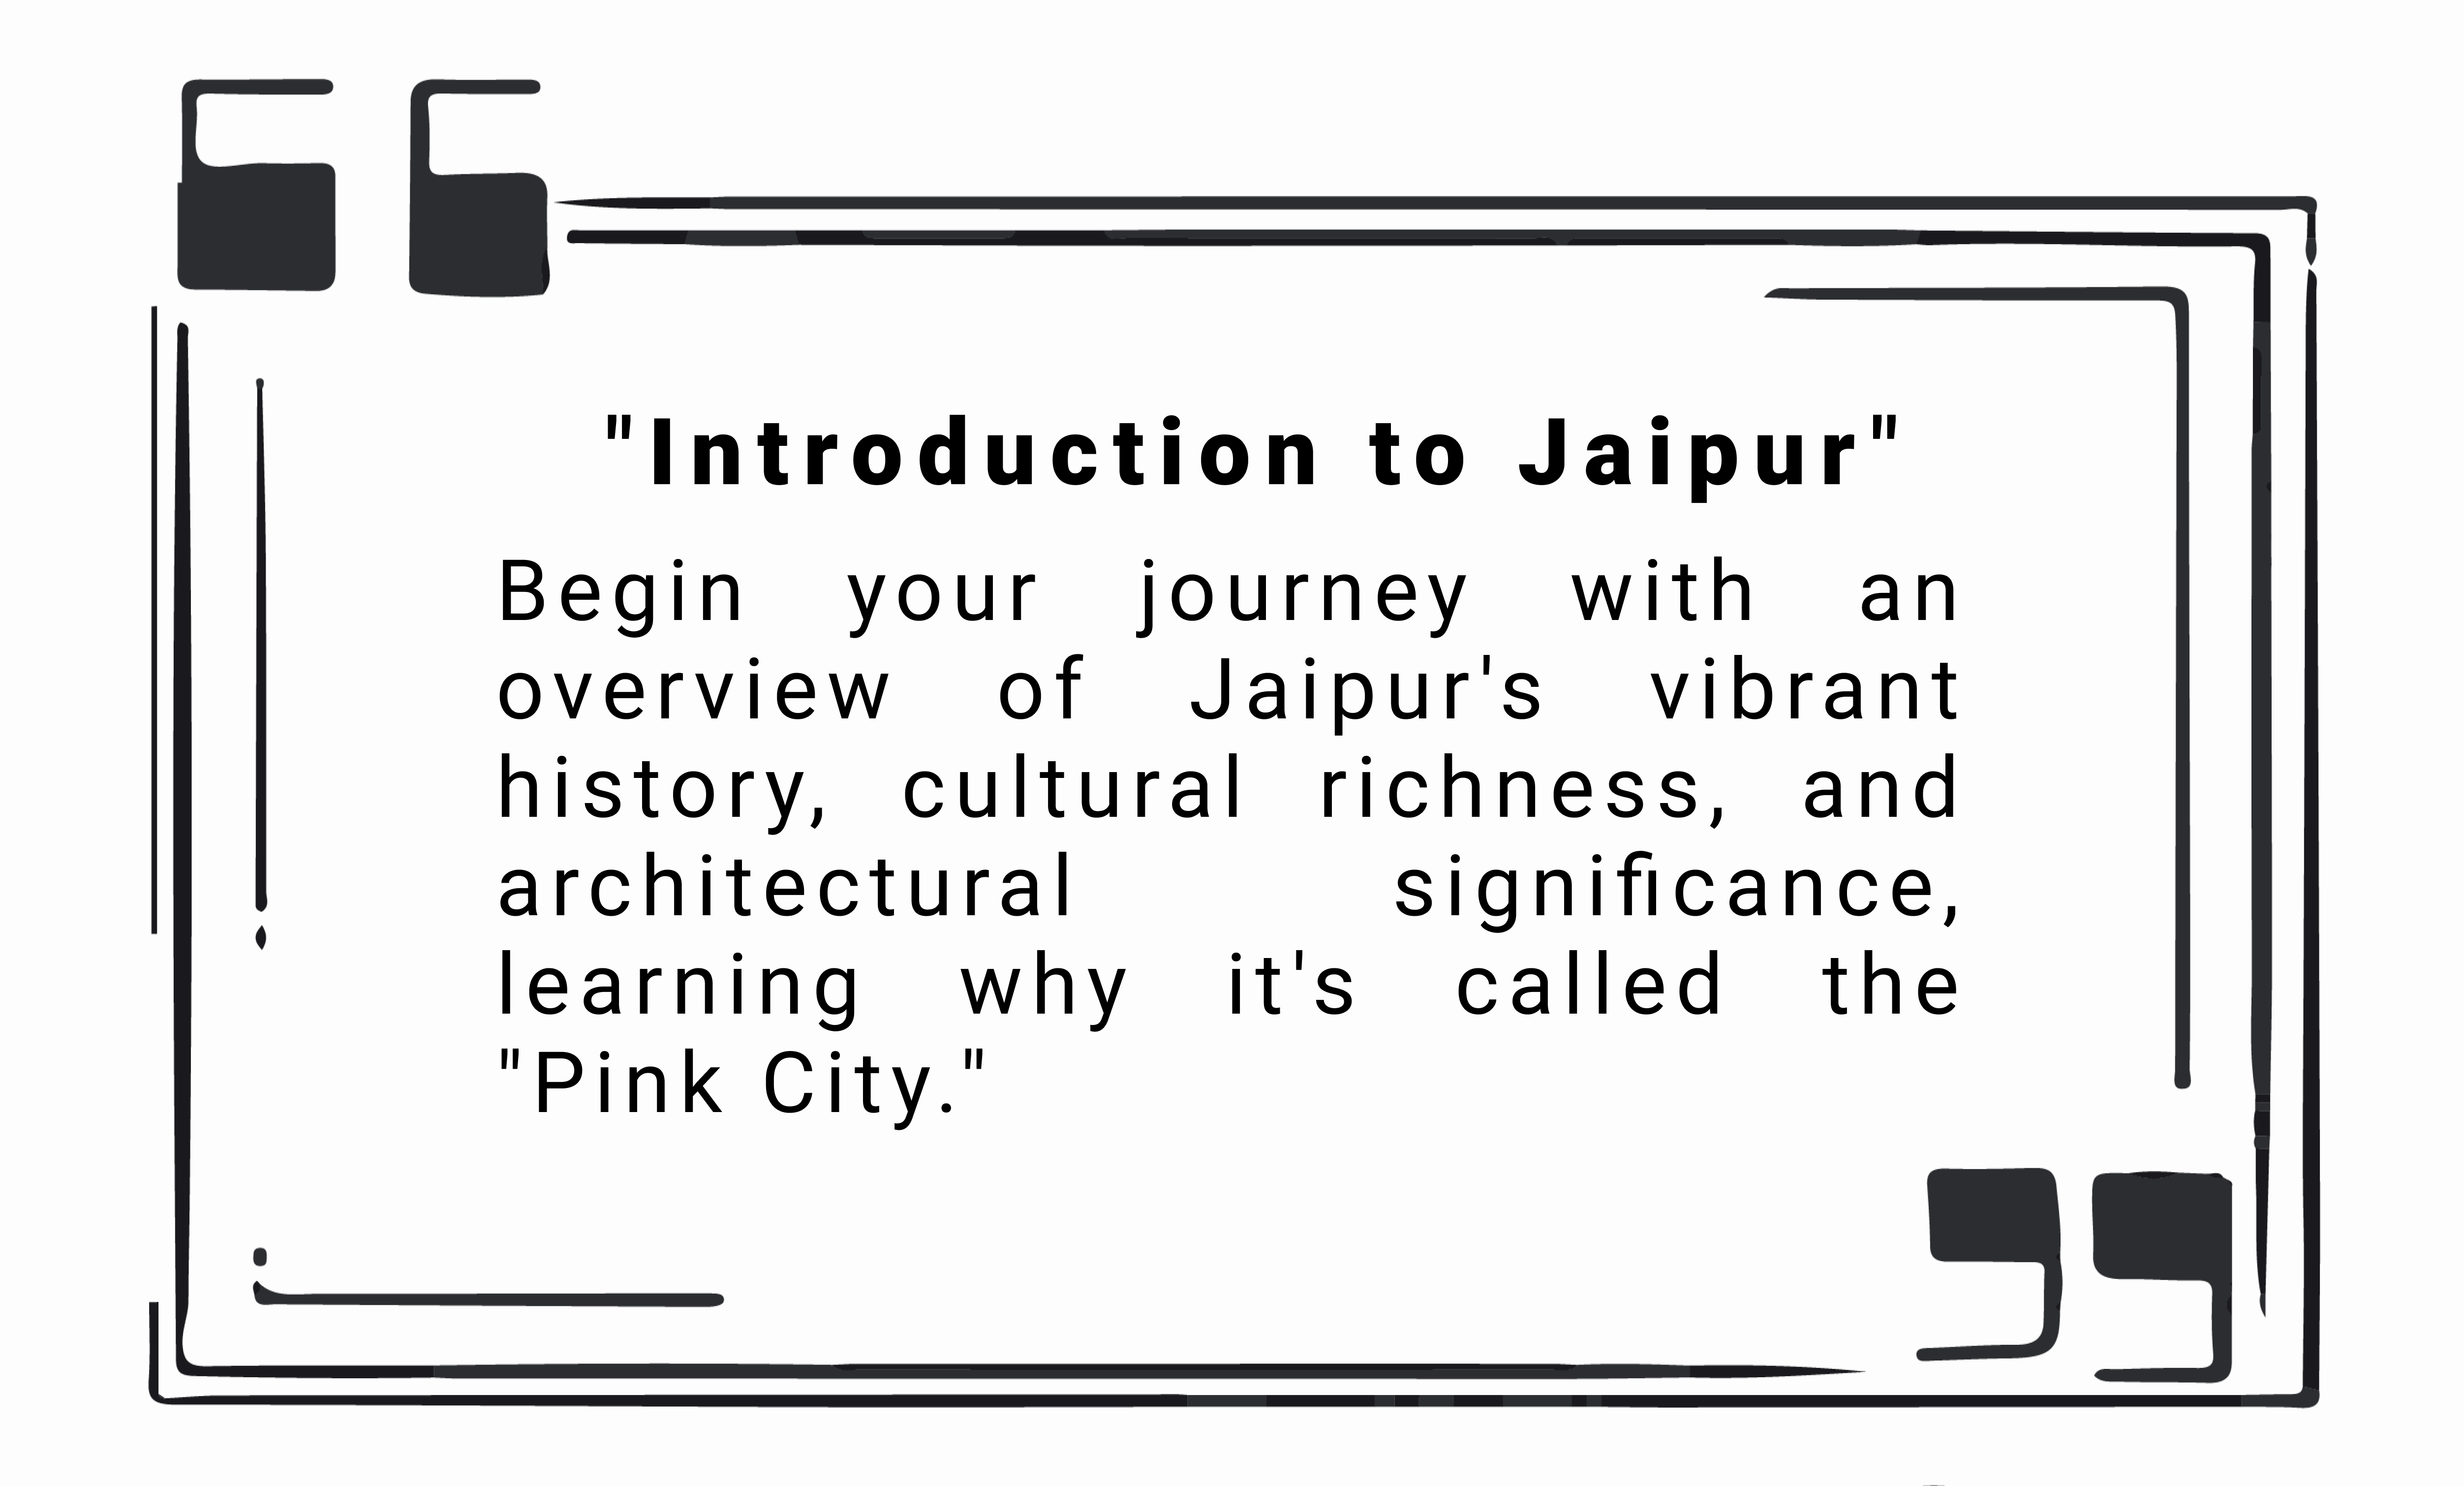 "Introduction to Jaipur"
Begin your journey with an
overview of Jaipur's vibrant
history, cultural richness, and
architectural significance,
learning why it's called the
"Pink City."